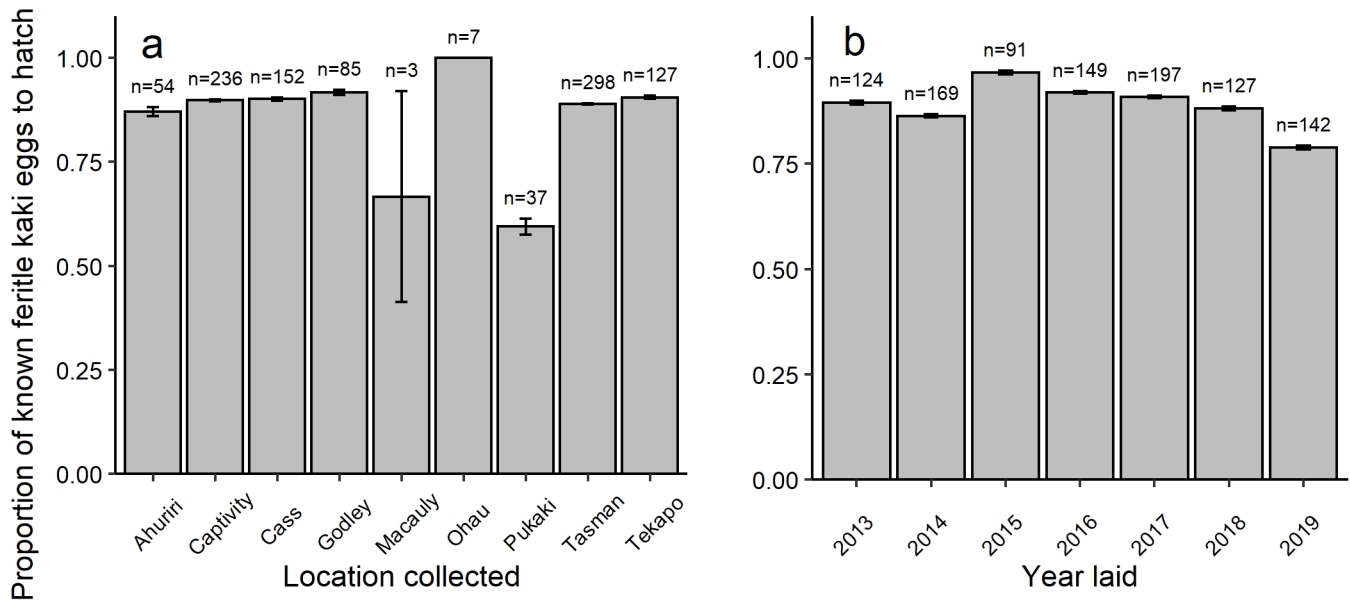 Proportion of known feritle kaki eggs to hatch
a
1.00
0.75
0.50
0.25
0.00
n=54
n=236
n=152
n=85
n=3
n=7
n=37
n=298
n=127
Ahuriri
Captivity
Cass
Godley
Macauly
Ohau
Pukaki
Tasman
Tekapo
Location collected
b
1.00
0.75
0.50
0.25
0.00
n=124
n=169
n=91
n=149
n=197
n=127
n=142
2013
2014
2015
2016
2017
2018
2019
Year laid